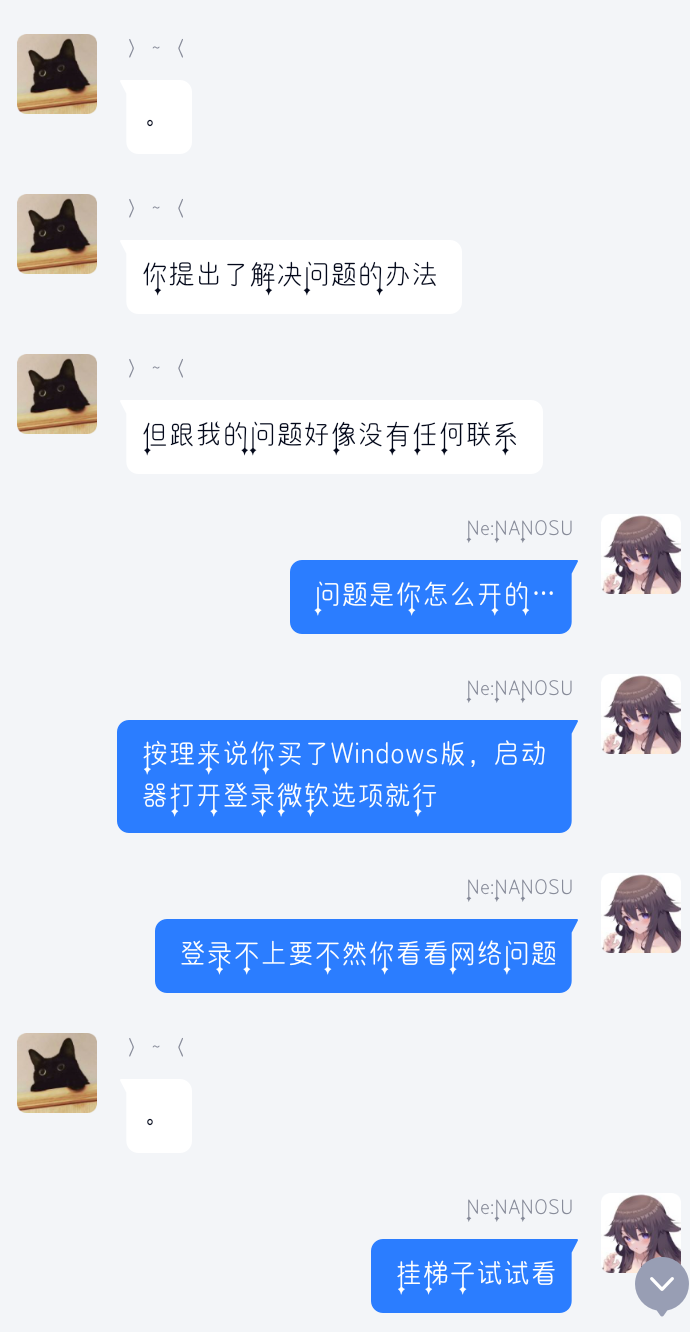 〉 ~ 〈
。
〉 ~ 〈
你提出了解决问题的办法
〉 ~ 〈
但跟我的问题好像没有任何联系
Ne:NANOSU
问题是你怎么开的…
Ne:NANOSU
按理来说你买了Windows版，启动
器打开登录微软选项就行
Ne:NANOSU
登录不上要不然你看看网络问题
〉 ~ 〈
。
Ne:NANOSU
挂梯子试试看